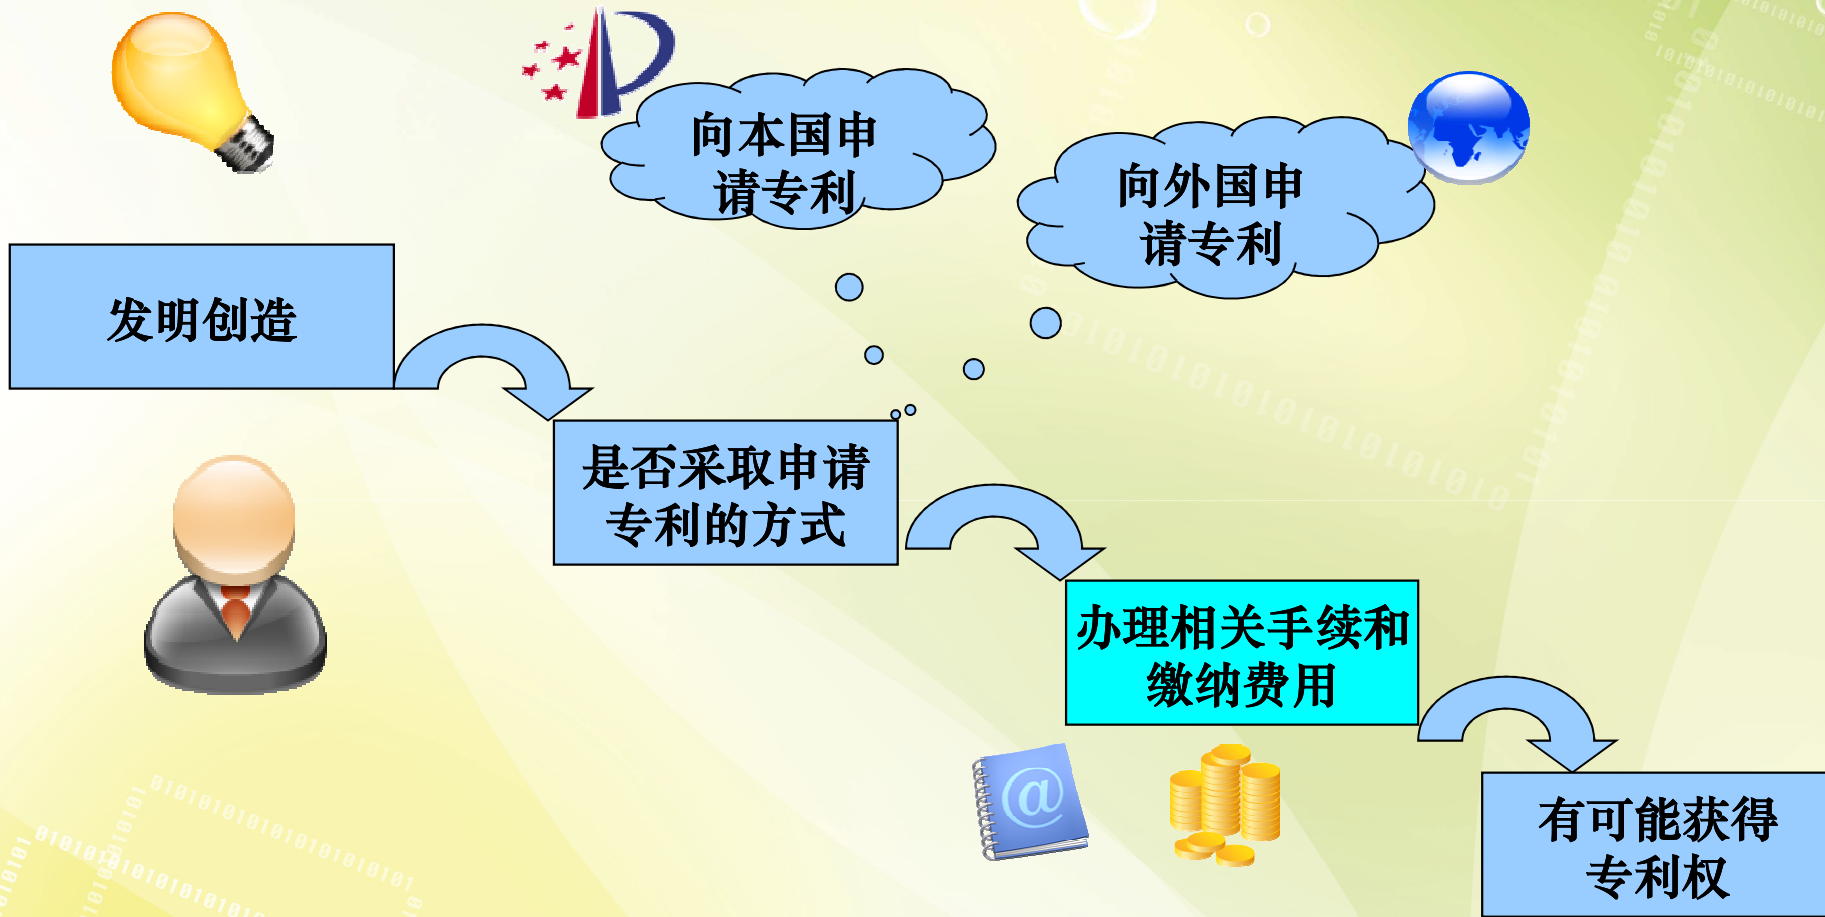 向本国申
请专利
向外国申
请专利
发明创造
是否采取申请
专利的方式
办理相关手续和
缴纳费用
@
有可能获得
专利权